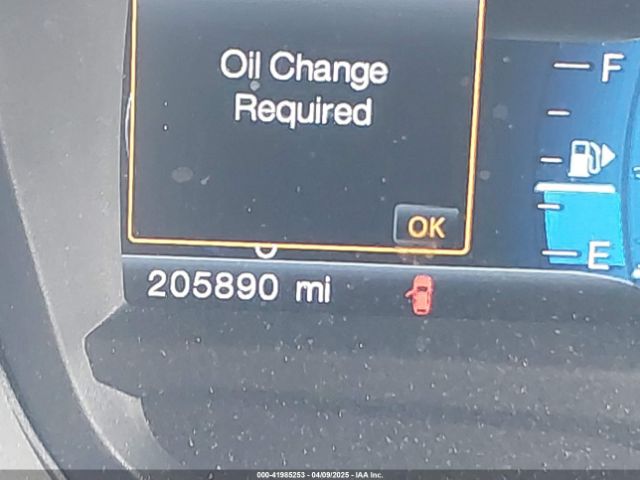 Oil Change
Required
OK
F
E
205890 mi
000-41985253 - 04/09/2025 - IAA Inc.